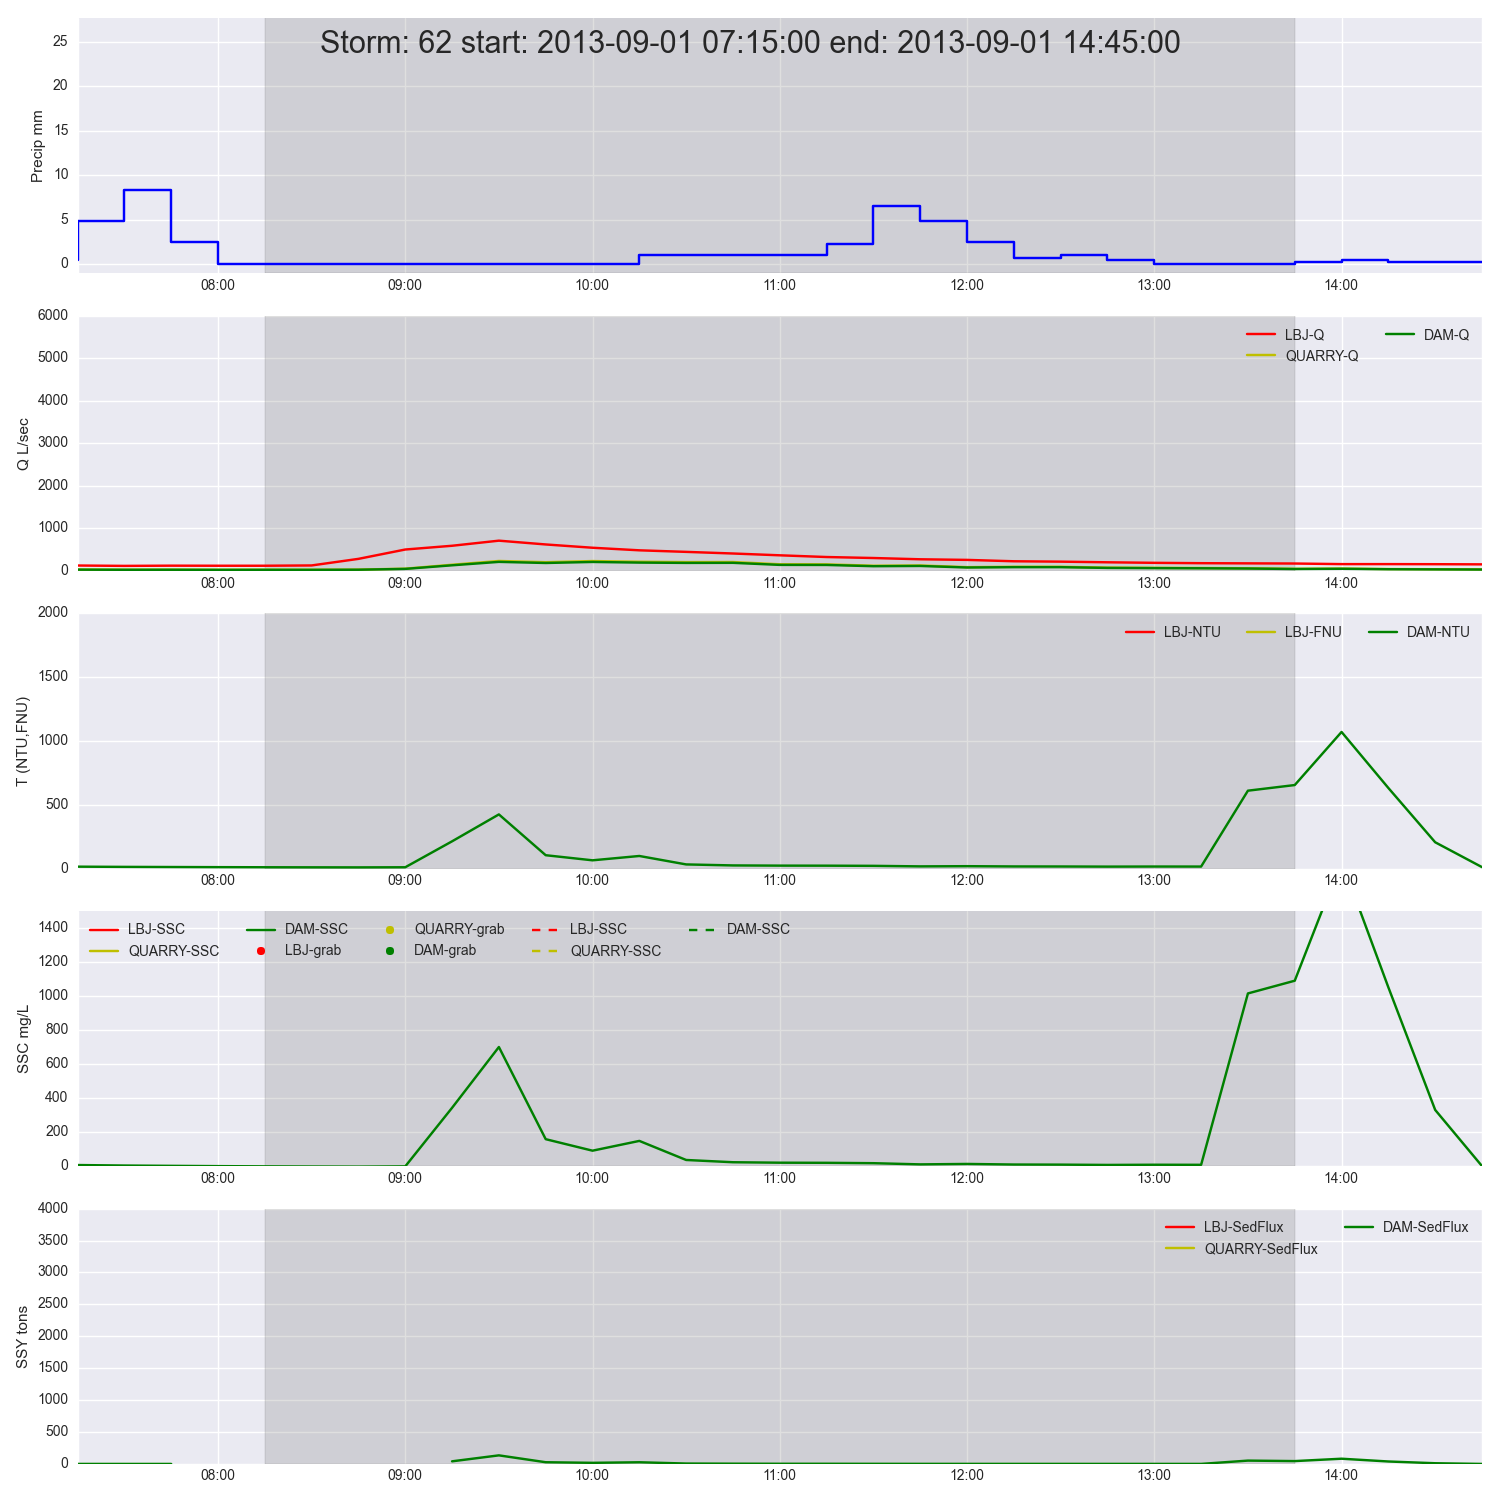 Storm: 62 start: 2013-09-01 07:15:00 end: 2013-09-01 14:45:00
Precip mm
25
20
15
10
5
0
08:00 09:00 10:00 11:00 12:00 13:00 14:00
Q L/sec
6000
5000
4000
3000
2000
1000
0
LBJ-Q DAM-Q
QUARRY-Q
08:00 09:00 10:00 11:00 12:00 13:00 14:00
T (NTU,FNU)
2000
1500
1000
500
0
LBJ-NTU LBJ-FNU DAM-NTU
08:00 09:00 10:00 11:00 12:00 13:00 14:00
SSC mg/L
1400
1200
1000
800
600
400
200
0
LBJ-SSC DAM-SSC QUARRY-grab LBJ-SSC DAM-SSC
QUARRY-SSC LBJ-grab DAM-grab QUARRY-SSC
08:00 09:00 10:00 11:00 12:00 13:00 14:00
SSY tons
4000
3500
3000
2500
2000
1500
1000
500
0
LBJ-SedFlux DAM-SedFlux
QUARRY-SedFlux
08:00 09:00 10:00 11:00 12:00 13:00 14:00